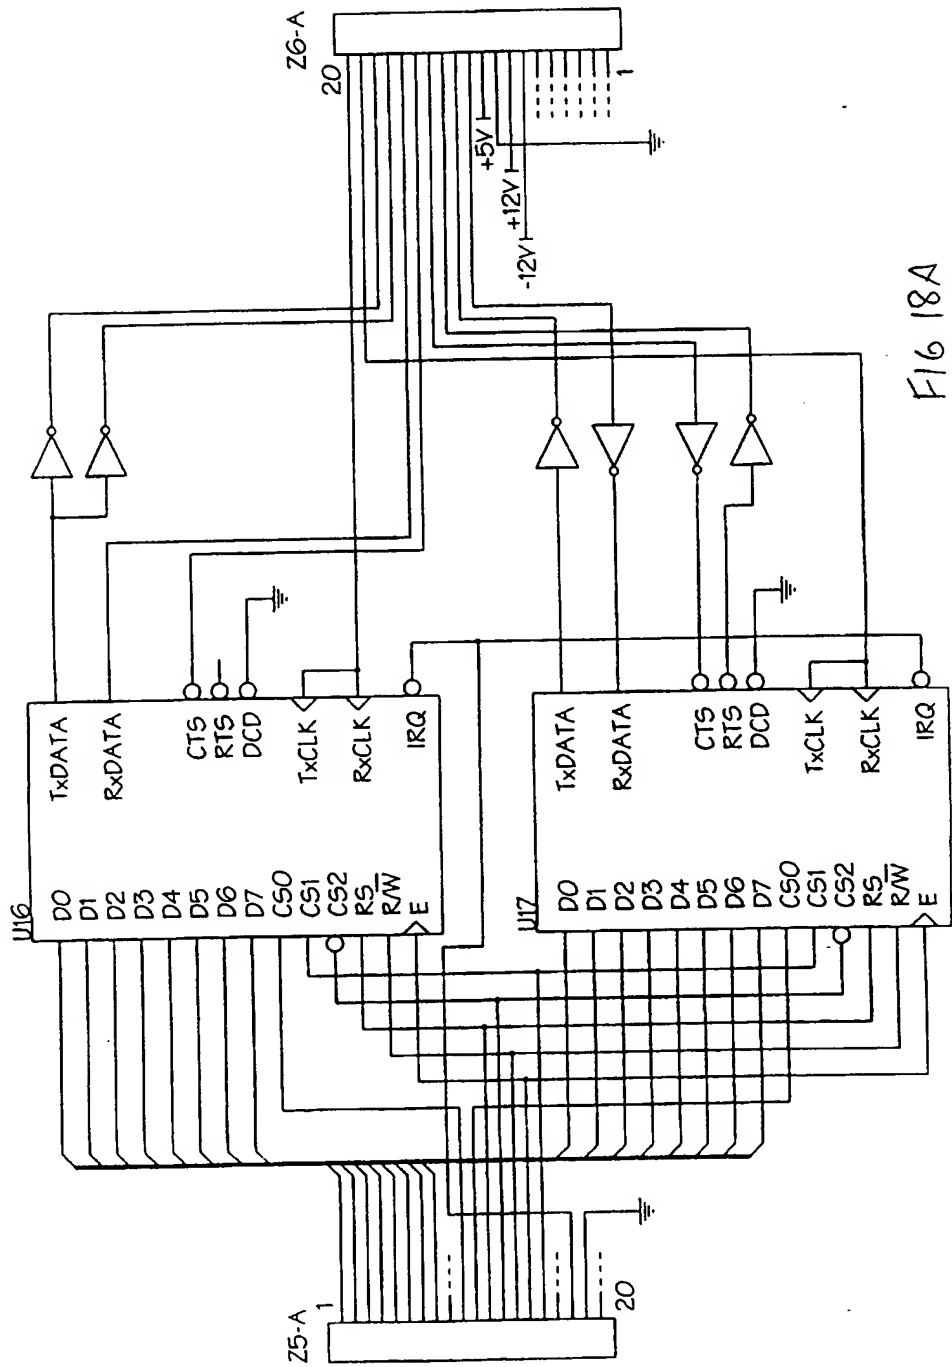 Z6-A
20
1
+5V
+12V
-12V
U16
D0
D1
D2
D3
D4
D5
D6
D7
CS0
CS1
CS2
RS
R/W̅
E
TxDATA
RxDATA
CTS
RTS
DCD
TxCLK
RxCLK
IRQ
U17
D0
D1
D2
D3
D4
D5
D6
D7
CS0
CS1
CS2
RS
R/W̅
E
TxDATA
RxDATA
CTS
RTS
DCD
TxCLK
RxCLK
IRQ
Z5-A
1
20
FIG 18A